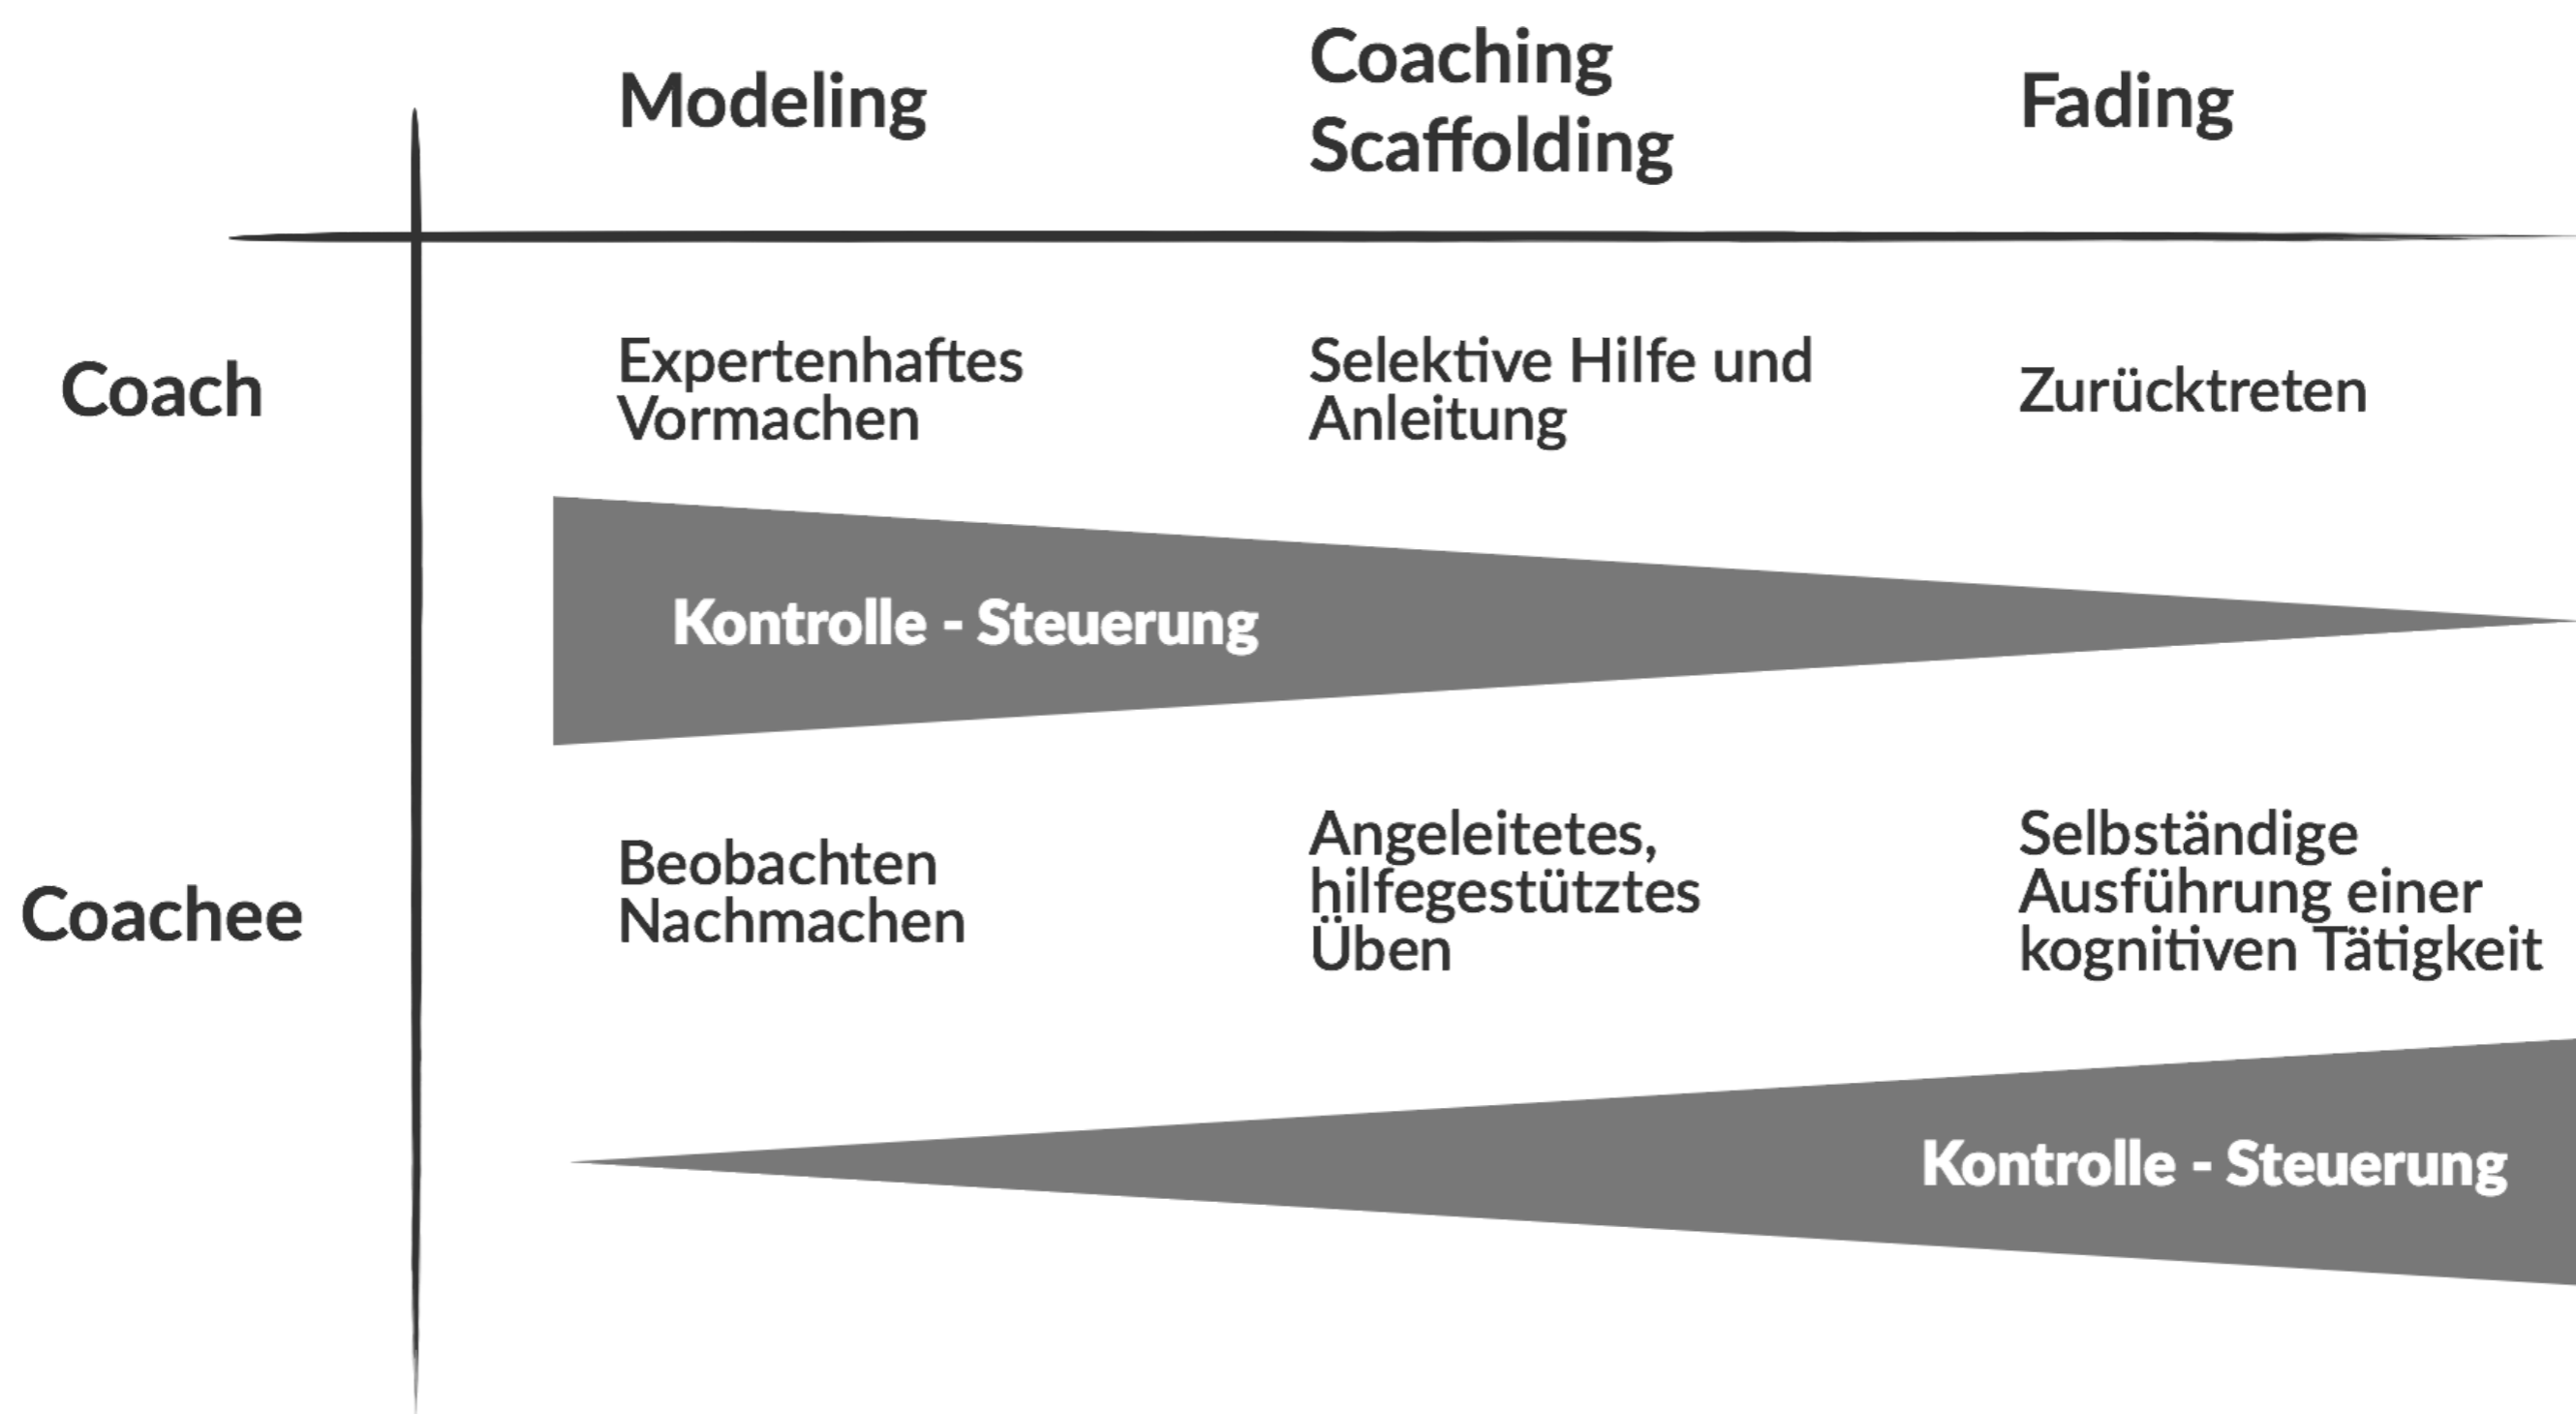 Modeling
Coaching
Scaffolding
Fading
Coach
Expertenhaftes
Vormachen
Selektive Hilfe und
Anleitung
Zurücktreten
Kontrolle - Steuerung
Coachee
Beobachten
Nachmachen
Angeleitetes,
hilfegestütztes
Üben
Selbständige
Ausführung einer
kognitiven Tätigkeit
Kontrolle - Steuerung